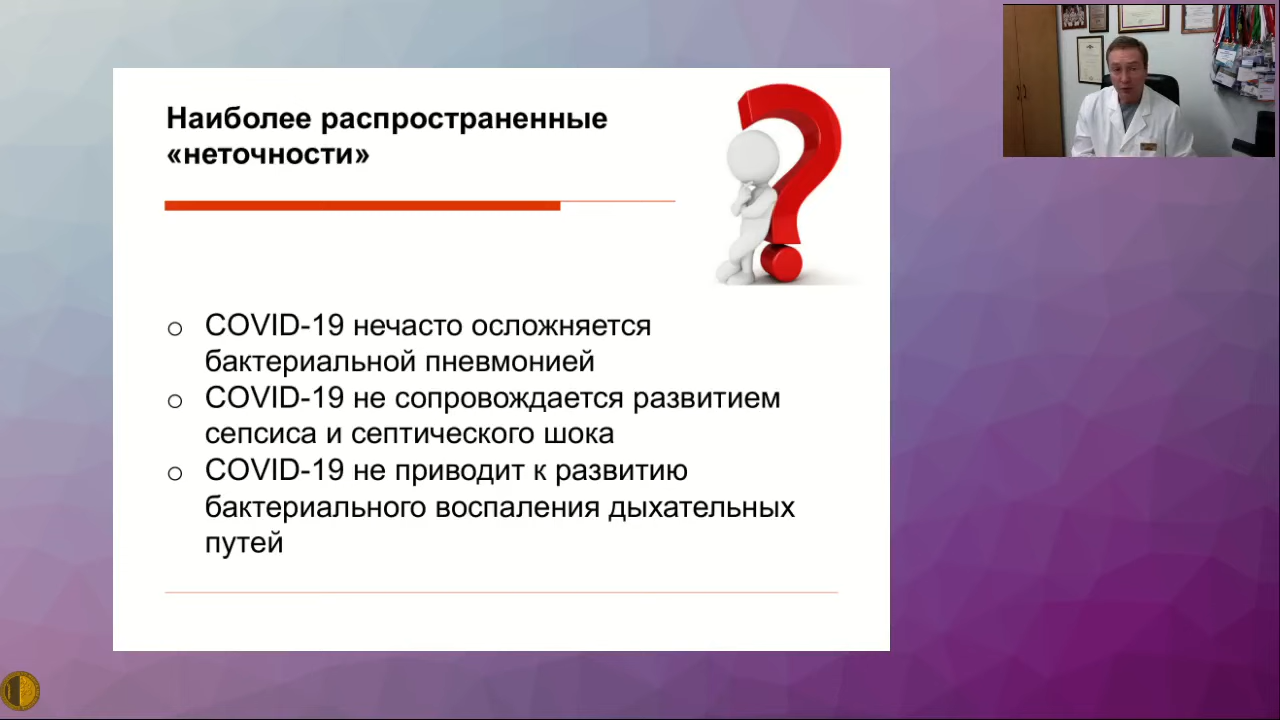 Наиболее распространенные
«неточности»
COVID-19 нечасто осложняется
бактериальной пневмонией
COVID-19 не сопровождается развитием
сепсиса и септического шока
COVID-19 не приводит к развитию
бактериального воспаления дыхательных
путей